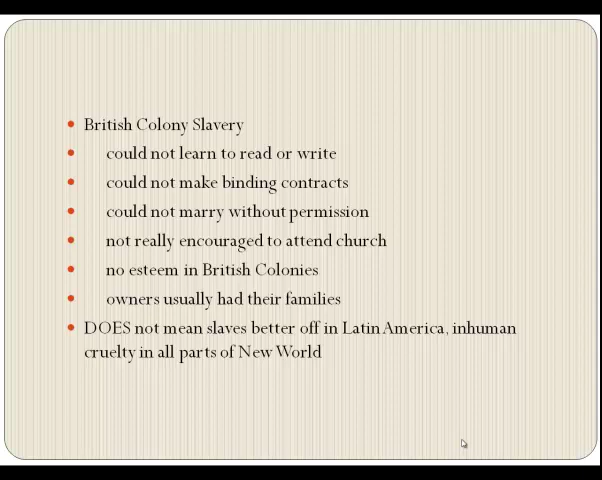 British Colony Slavery
could not learn to read or write
could not make binding contracts
could not marry without permission
not really encouraged to attend church
no esteem in British Colonies
owners usually had their families
DOES not mean slaves better off in Latin America, inhuman
cruelty in all parts of New World